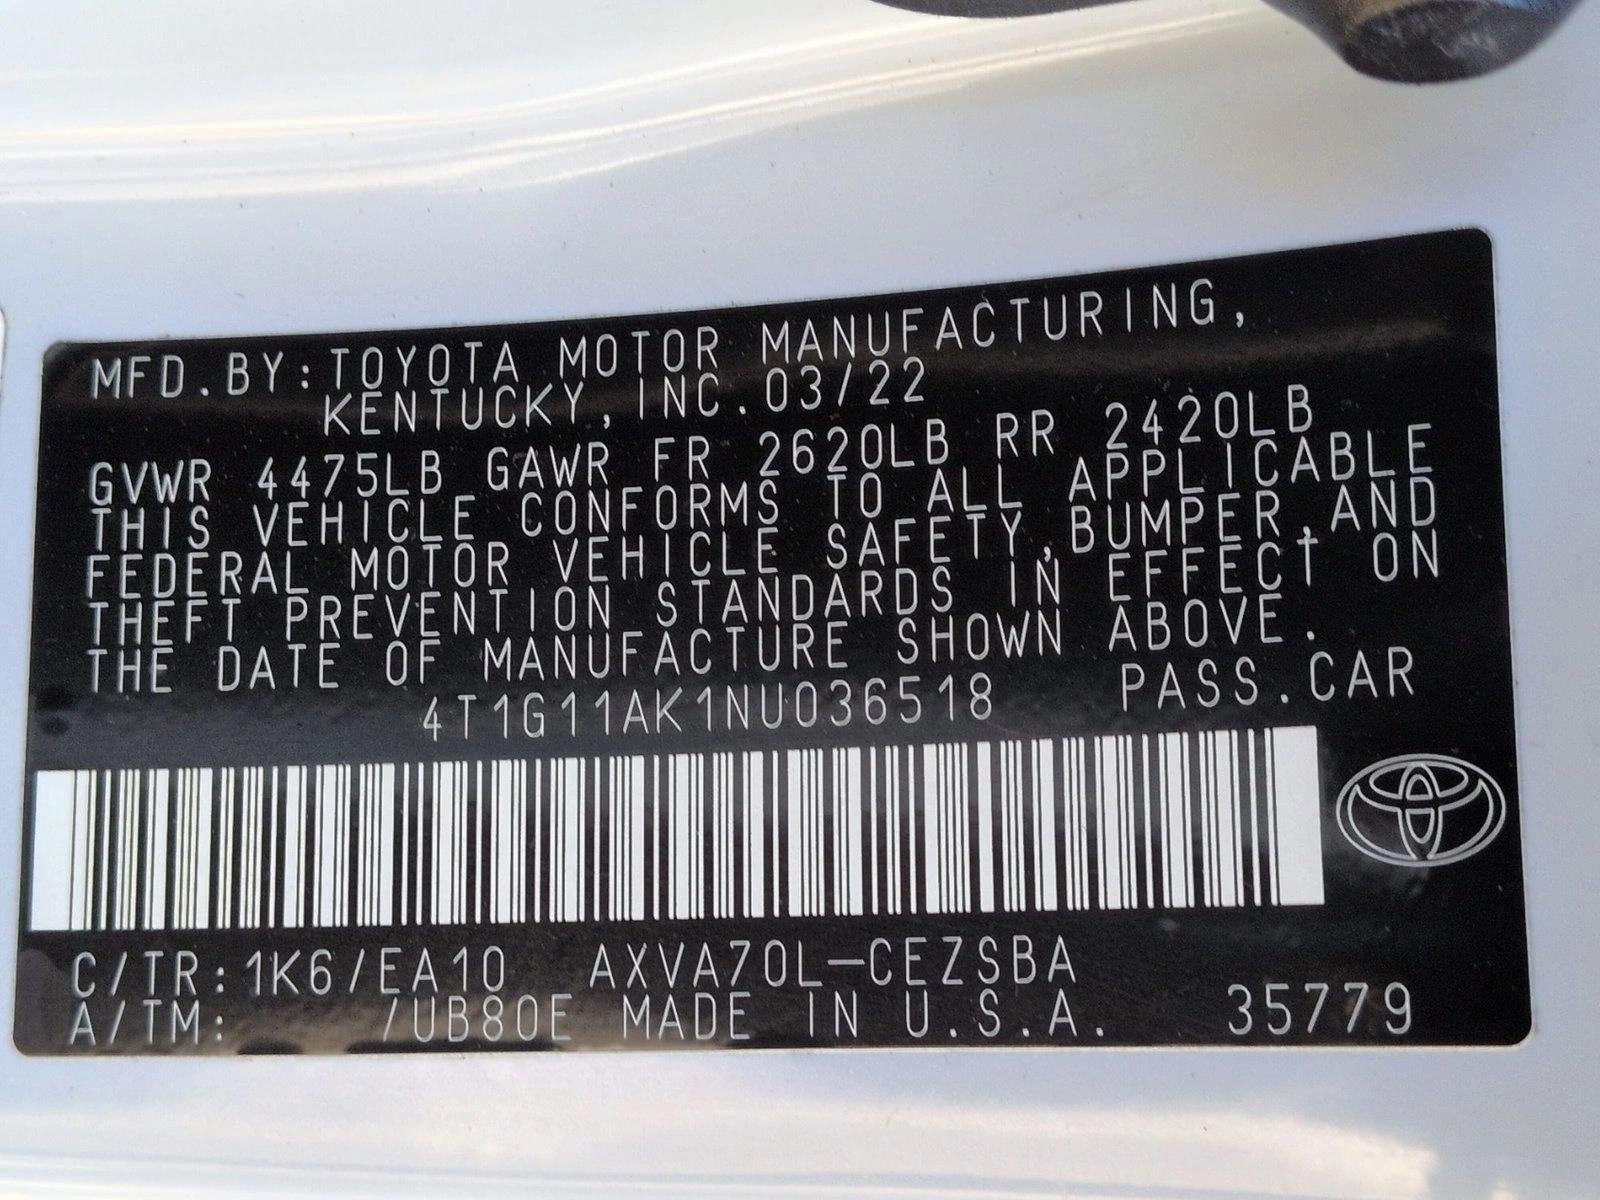 MFD.BY:TOYOTA MOTOR MANUFACTURING,
KENTUCKY,INC.03/22
GVWR 4475LB GAWR FR 2620LB RR 2420LB
THIS VEHICLE CONFORMS TO ALL APPLICABLE
FEDERAL MOTOR VEHICLE SAFETY,BUMPER,AND
THEFT PREVENTION STANDARDS IN EFFECT ON
THE DATE OF MANUFACTURE SHOWN ABOVE.
4T1G11AK1NU036518 PASS.CAR
C/TR:1K6/EA10 AXVA70L-CEZSBA
A/TM: /UB80E MADE IN U.S.A. 35779